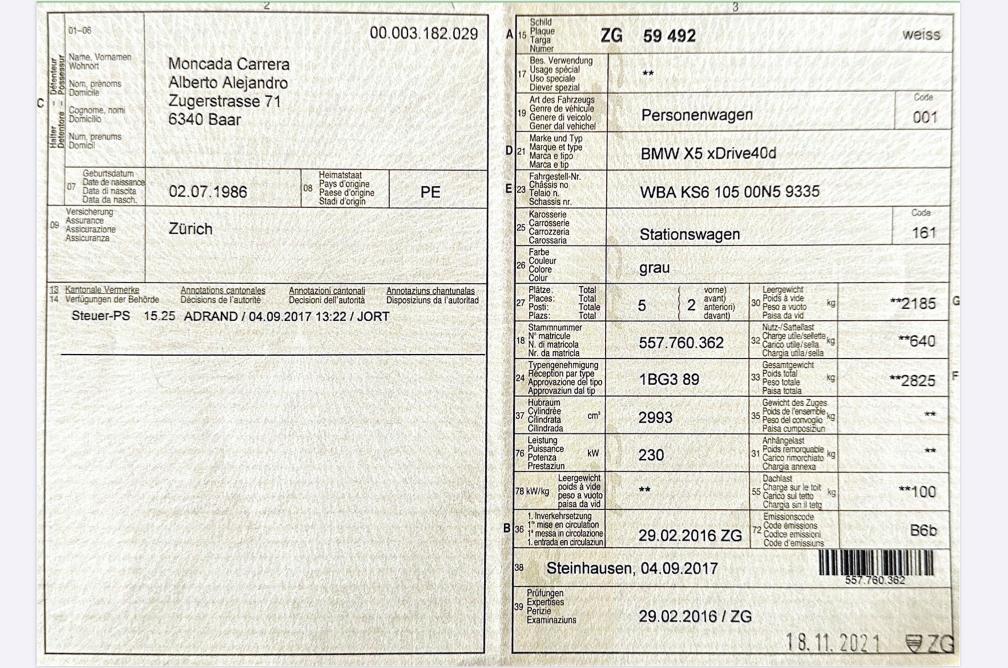 2
01-06
00.003.182.029
Halter
Détenteur
Detentore
Possessur
C
Name, Vornamen
Wohnort
Nom, prénoms
Domicile
Cognome, nomi
Domicilio
Num, prenums
Domicil
Moncada Carrera
Alberto Alejandro
Zugerstrasse 71
6340 Baar
07
Geburtsdatum
Date de naissance
Data di nascita
Data da nasch.
02.07.1986
08
Heimatstaat
Pays d'origine
Paese d'origine
Stadi d'origin
PE
09
Versicherung
Assurance
Assicurazione
Assicuranza
Zürich
13 Kantonale Vermerke Annotations cantonales Annotazioni cantonali Annotaziuns chantunalas
14 Verfügungen der Behörde Décisions de l'autorité Decisioni dell'autorità Disposiziuns da l'autoritad
Steuer-PS 15.25 ADRAND / 04.09.2017 13:22 / JORT
3
A 15
Schild
Plaque
Targa
Numer
ZG 59 492 weiss
17
Bes. Verwendung
Usage spécial
Uso speciale
Diever spezial
**
19
Art des Fahrzeugs
Genre de véhicule
Genere di veicolo
Gener dal vehichel
Personenwagen
Code
001
D 21
Marke und Typ
Marque et type
Marca e tipo
Marca e tip
BMW X5 xDrive40d
E 23
Fahrgestell-Nr.
Châssis no
Telaio n.
Schassis nr.
WBA KS6 105 00N5 9335
25
Karosserie
Carrosserie
Carrozzeria
Carossaria
Stationswagen
Code
161
26
Farbe
Couleur
Colore
Colur
grau
27
Plätze: Total
Places: Total
Posti: Totale
Plazs: Total
5
( 2
vorne)
avant)
anteriori)
davant)
30
Leergewicht
Poids à vide
Peso a vuoto
Paisa da vid
kg
**2185
G
18
Stammnummer
N° matricule
N. di matricola
Nr. da matricla
557.760.362
32
Nutz-/Sattellast
Charge utile/sellette
Carico utile/sella
Chargia utila/sella
kg
**640
24
Typengenehmigung
Réception par type
Approvazione del tipo
Approvaziun dal tip
1BG3 89
33
Gesamtgewicht
Poids total
Peso totale
Paisa totala
kg
**2825
F
37
Hubraum
Cylindrée
Cilindrata
Cilindrada
cm³
2993
35
Gewicht des Zuges
Poids de l'ensemble
Peso del convoglio
Paisa cumposiziun
kg
**
76
Leistung
Puissance
Potenza
Prestaziun
kW
230
31
Anhängelast
Poids remorquable
Carico rimorchiato
Chargia annexa
kg
**
78 kW/kg
Leergewicht
poids à vide
peso a vuoto
paisa da vid
**
55
Dachlast
Charge sur le toit
Carico sul tetto
Chargia sin il tetg
kg
**100
B 36
1. Inverkehrsetzung
1re mise en circulation
1a messa in circolazione
1. entrada en circulaziun
29.02.2016 ZG
72
Emissionscode
Code émissions
Codice emissioni
Code d'emissiuns
B6b
38
Steinhausen, 04.09.2017
557.760.362
39
Prüfungen
Expertises
Perizie
Examinaziuns
29.02.2016 / ZG
18.11.2021 ZG